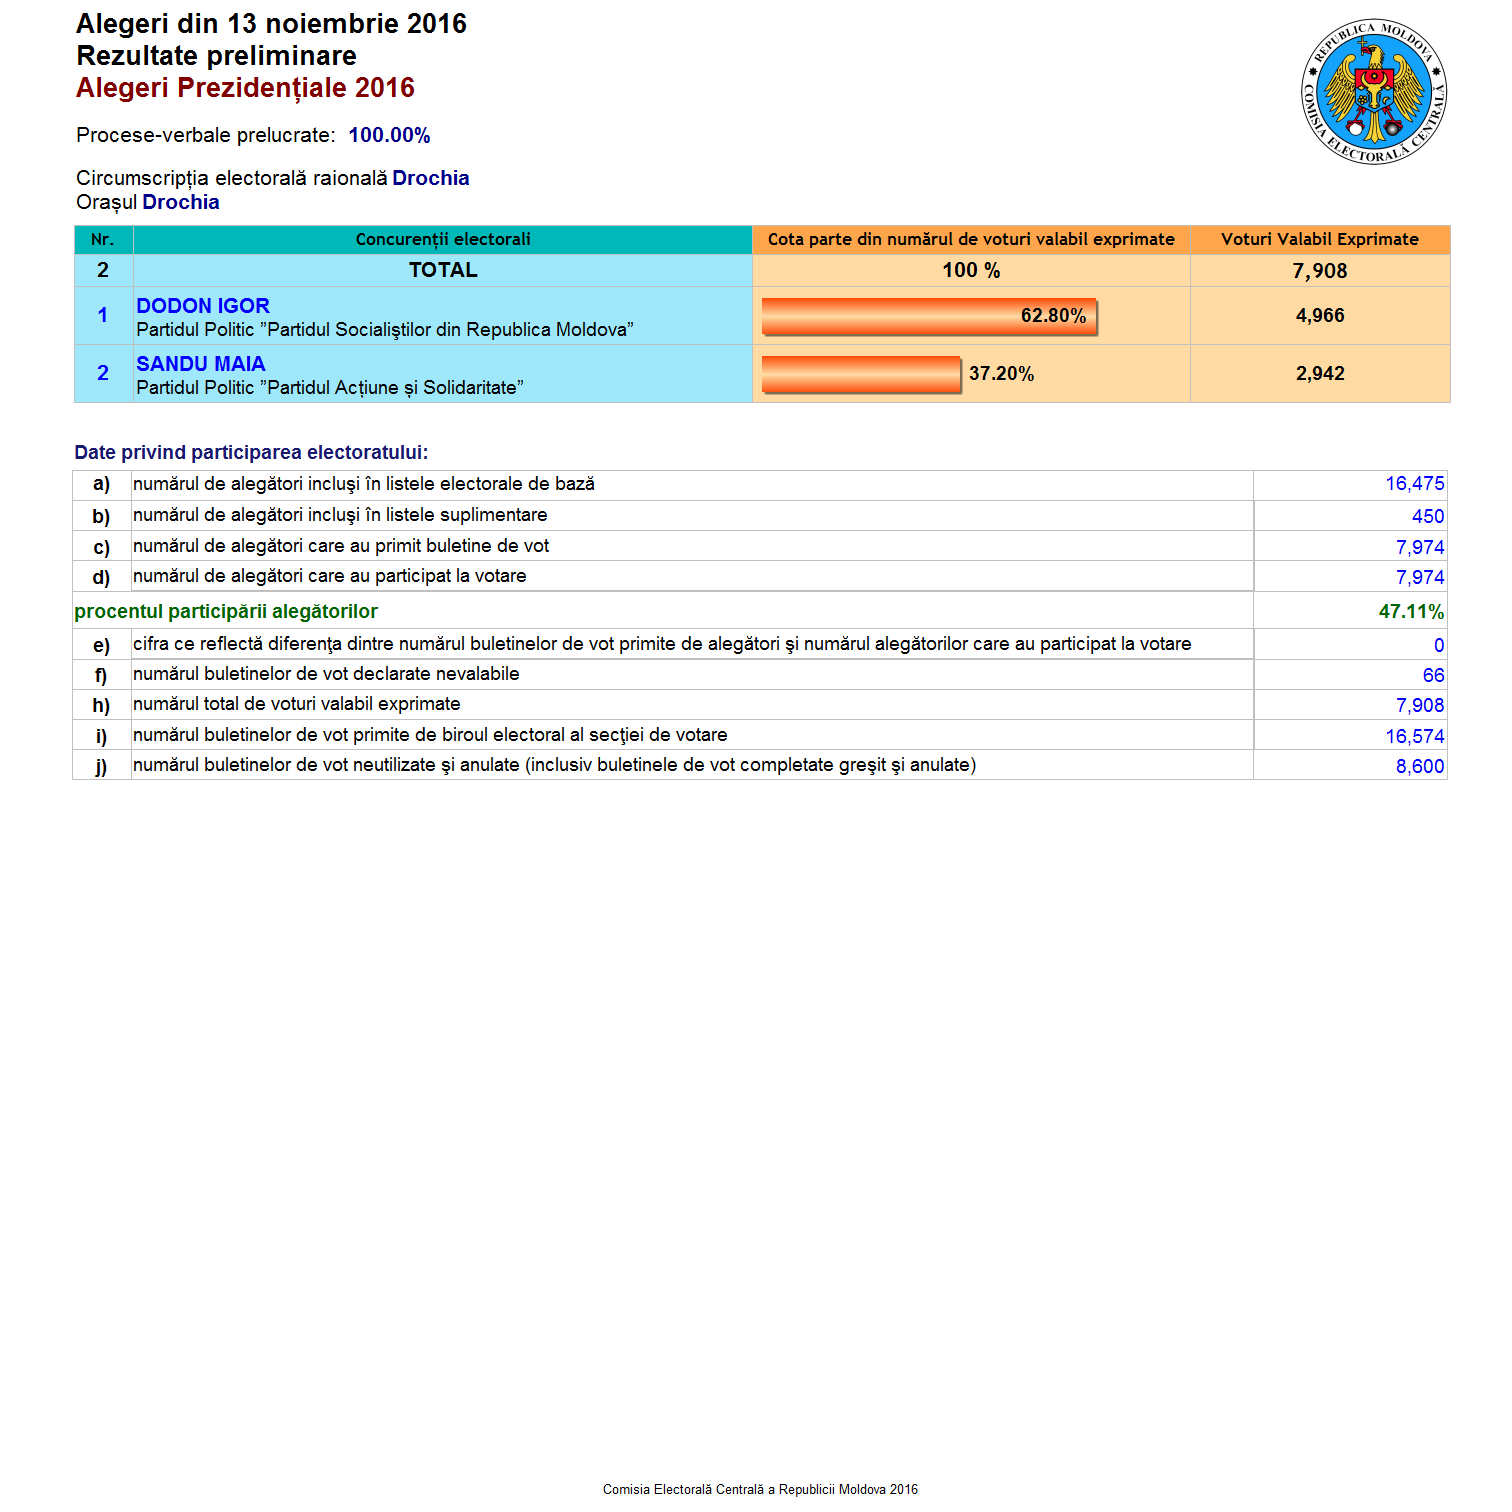 Alegeri din 13 noiembrie 2016
Rezultate preliminare
Alegeri Prezidențiale 2016
REPUBLICA MOLDOVA
COMISIA ELECTORALĂ CENTRALĂ
Procese-verbale prelucrate: 100.00%
Circumscripția electorală raională Drochia
Orașul Drochia
Nr. Concurenții electorali Cota parte din numărul de voturi valabil exprimate Voturi Valabil Exprimate
2 TOTAL 100 % 7,908
1 DODON IGOR 62.80% 4,966
Partidul Politic ”Partidul Socialiştilor din Republica Moldova”
2 SANDU MAIA 37.20% 2,942
Partidul Politic ”Partidul Acțiune și Solidaritate”
Date privind participarea electoratului:
a) numărul de alegători incluşi în listele electorale de bază 16,475
b) numărul de alegători incluşi în listele suplimentare 450
c) numărul de alegători care au primit buletine de vot 7,974
d) numărul de alegători care au participat la votare 7,974
procentul participării alegătorilor 47.11%
e) cifra ce reflectă diferenţa dintre numărul buletinelor de vot primite de alegători şi numărul alegătorilor care au participat la votare 0
f) numărul buletinelor de vot declarate nevalabile 66
h) numărul total de voturi valabil exprimate 7,908
i) numărul buletinelor de vot primite de biroul electoral al secţiei de votare 16,574
j) numărul buletinelor de vot neutilizate şi anulate (inclusiv buletinele de vot completate greşit şi anulate) 8,600
Comisia Electorală Centrală a Republicii Moldova 2016